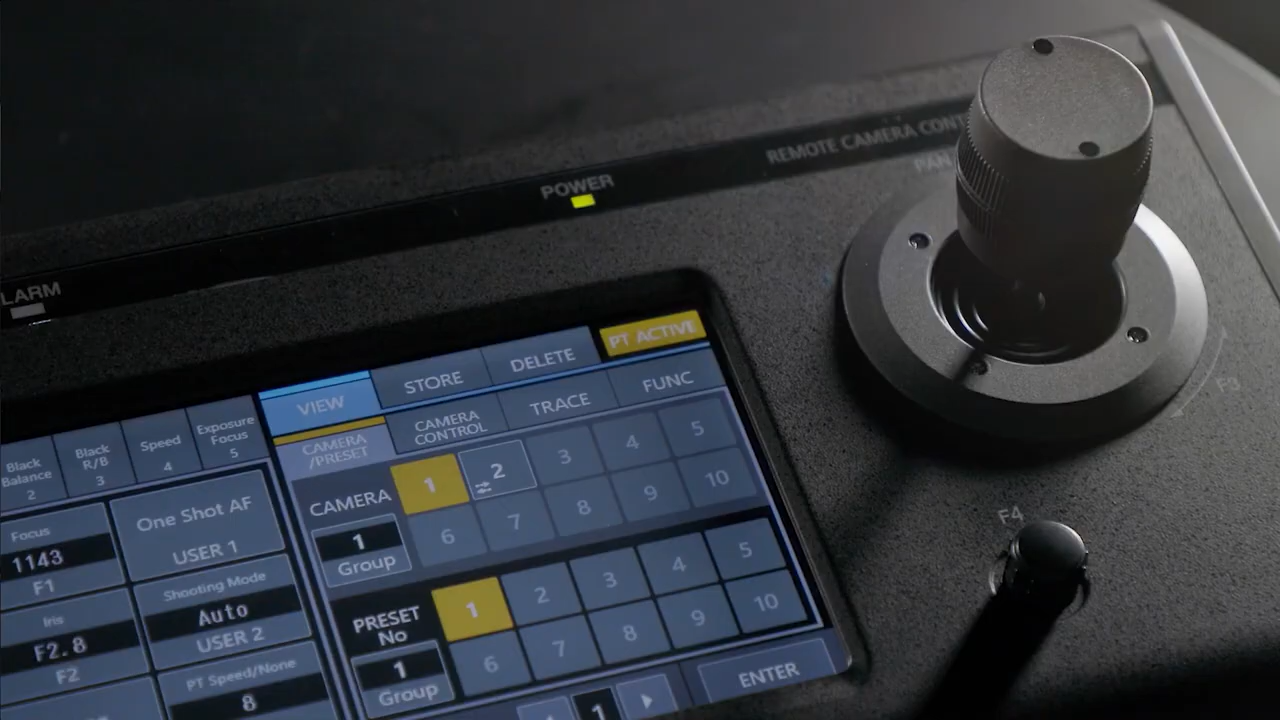 REMOTE CAMERA
PAN
POWER
LARM
PT ACTIVE
VIEW
STORE
DELETE
CAMERA
/PRESET
CAMERA
CONTROL
TRACE
FUNC
Black
Balance
2
Black
R/B
3
Speed
4
Exposure
Focus
5
Focus
1143
F1
One Shot AF
USER 1
Iris
F2.8
F2
Shooting Mode
Auto
USER 2
PT Speed/None
8
CAMERA
1
Group
1 2 3 4 5
6 7 8 9 10
PRESET
No
1
Group
1 2 3 4 5
6 7 8 9 10
1
ENTER
F3
F4